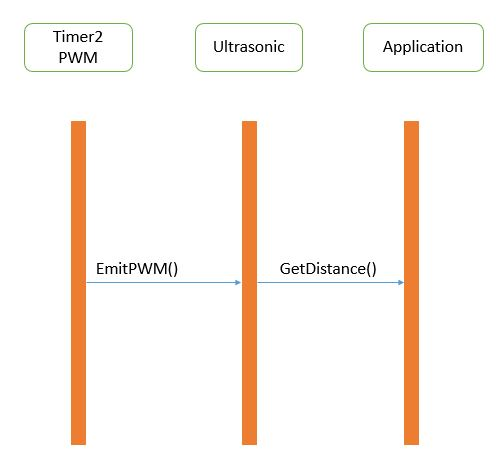 Timer2
PWM
Ultrasonic
Application
EmitPWM()
GetDistance()